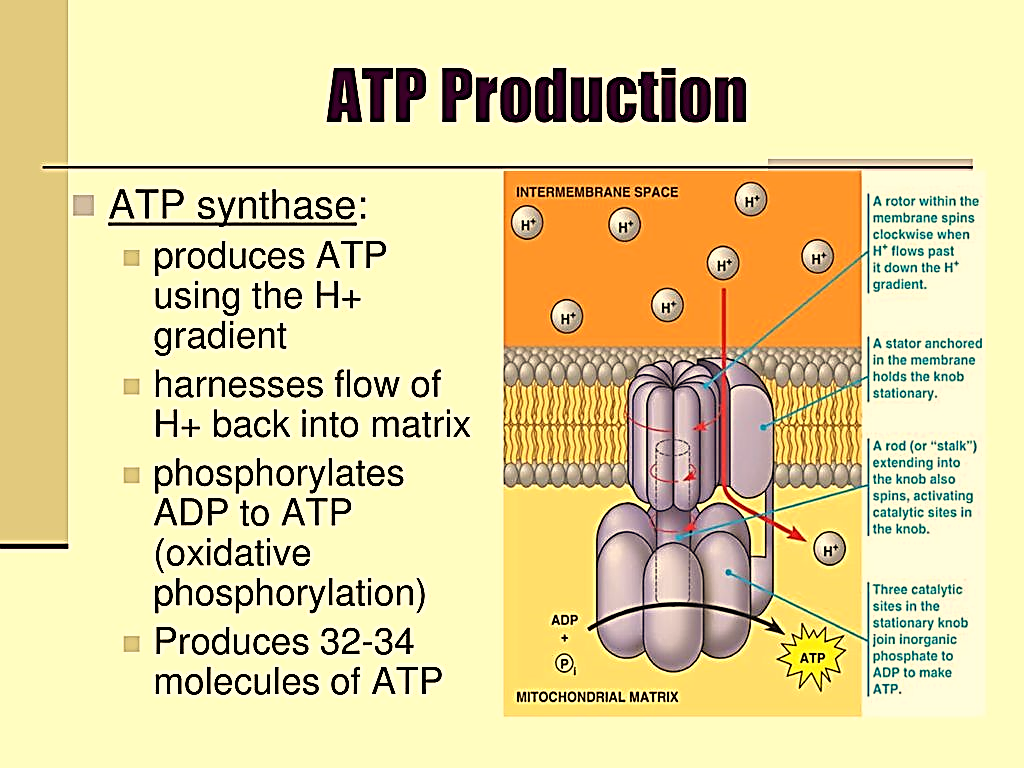 ATP Production
ATP synthase:
produces ATP
using the H+
gradient
harnesses flow of
H+ back into matrix
phosphorylates
ADP to ATP
(oxidative
phosphorylation)
Produces 32-34
molecules of ATP
INTERMEMBRANE SPACE
H+
H+
H+
H+
H+
H+
H+
A rotor within the
membrane spins
clockwise when
H+ flows past
it down the H+
gradient.
A stator anchored
in the membrane
holds the knob
stationary.
A rod (or “stalk”)
extending into
the knob also
spins, activating
catalytic sites in
the knob.
H+
Three catalytic
sites in the
stationary knob
join inorganic
phosphate to
ADP to make
ATP.
ADP
+
P i
ATP
MITOCHONDRIAL MATRIX